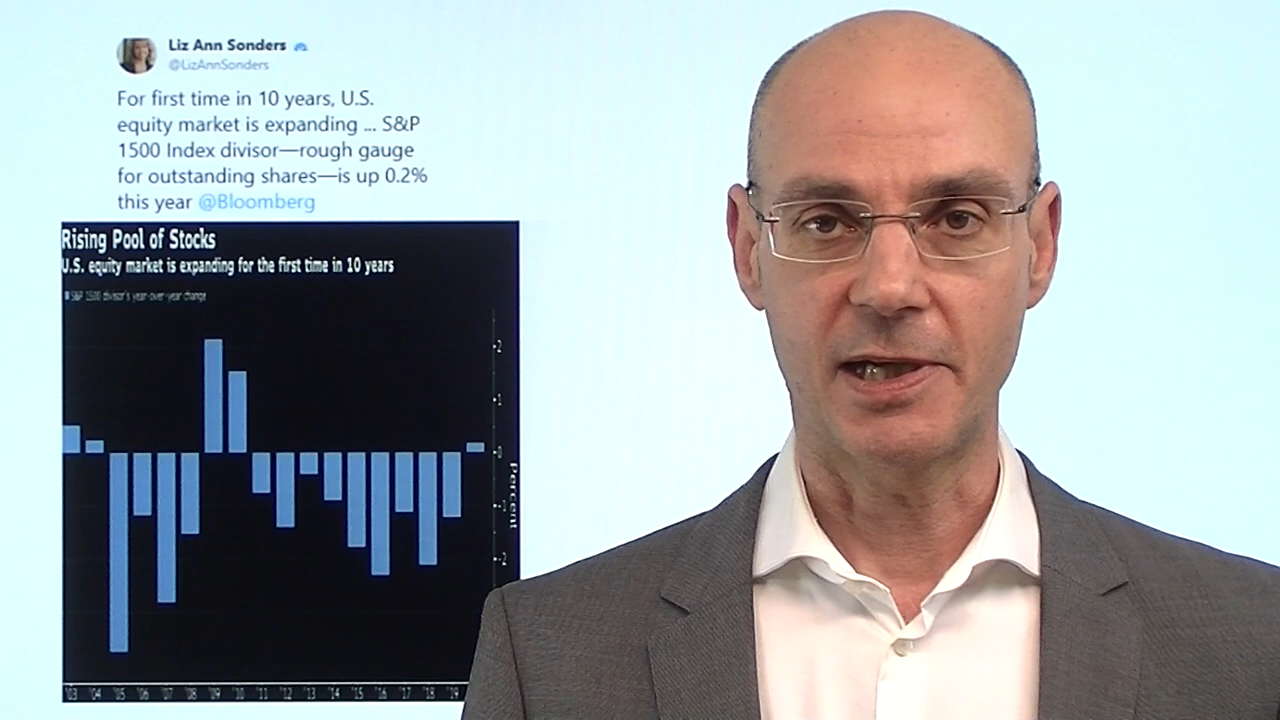 Liz Ann Sonders
@LizAnnSonders
For first time in 10 years, U.S.
equity market is expanding ... S&P
1500 Index divisor—rough gauge
for outstanding shares—is up 0.2%
this year @Bloomberg
Rising Pool of Stocks
U.S. equity market is expanding for the first time in 10 years
S&P 1500 divisor's year-over-year change
2
1
0
Percent
-1
-2
'03 '04 '05 '06 '07 '08 '09 '10 '11 '12 '13 '14 '15 '16 '17 '18 '19